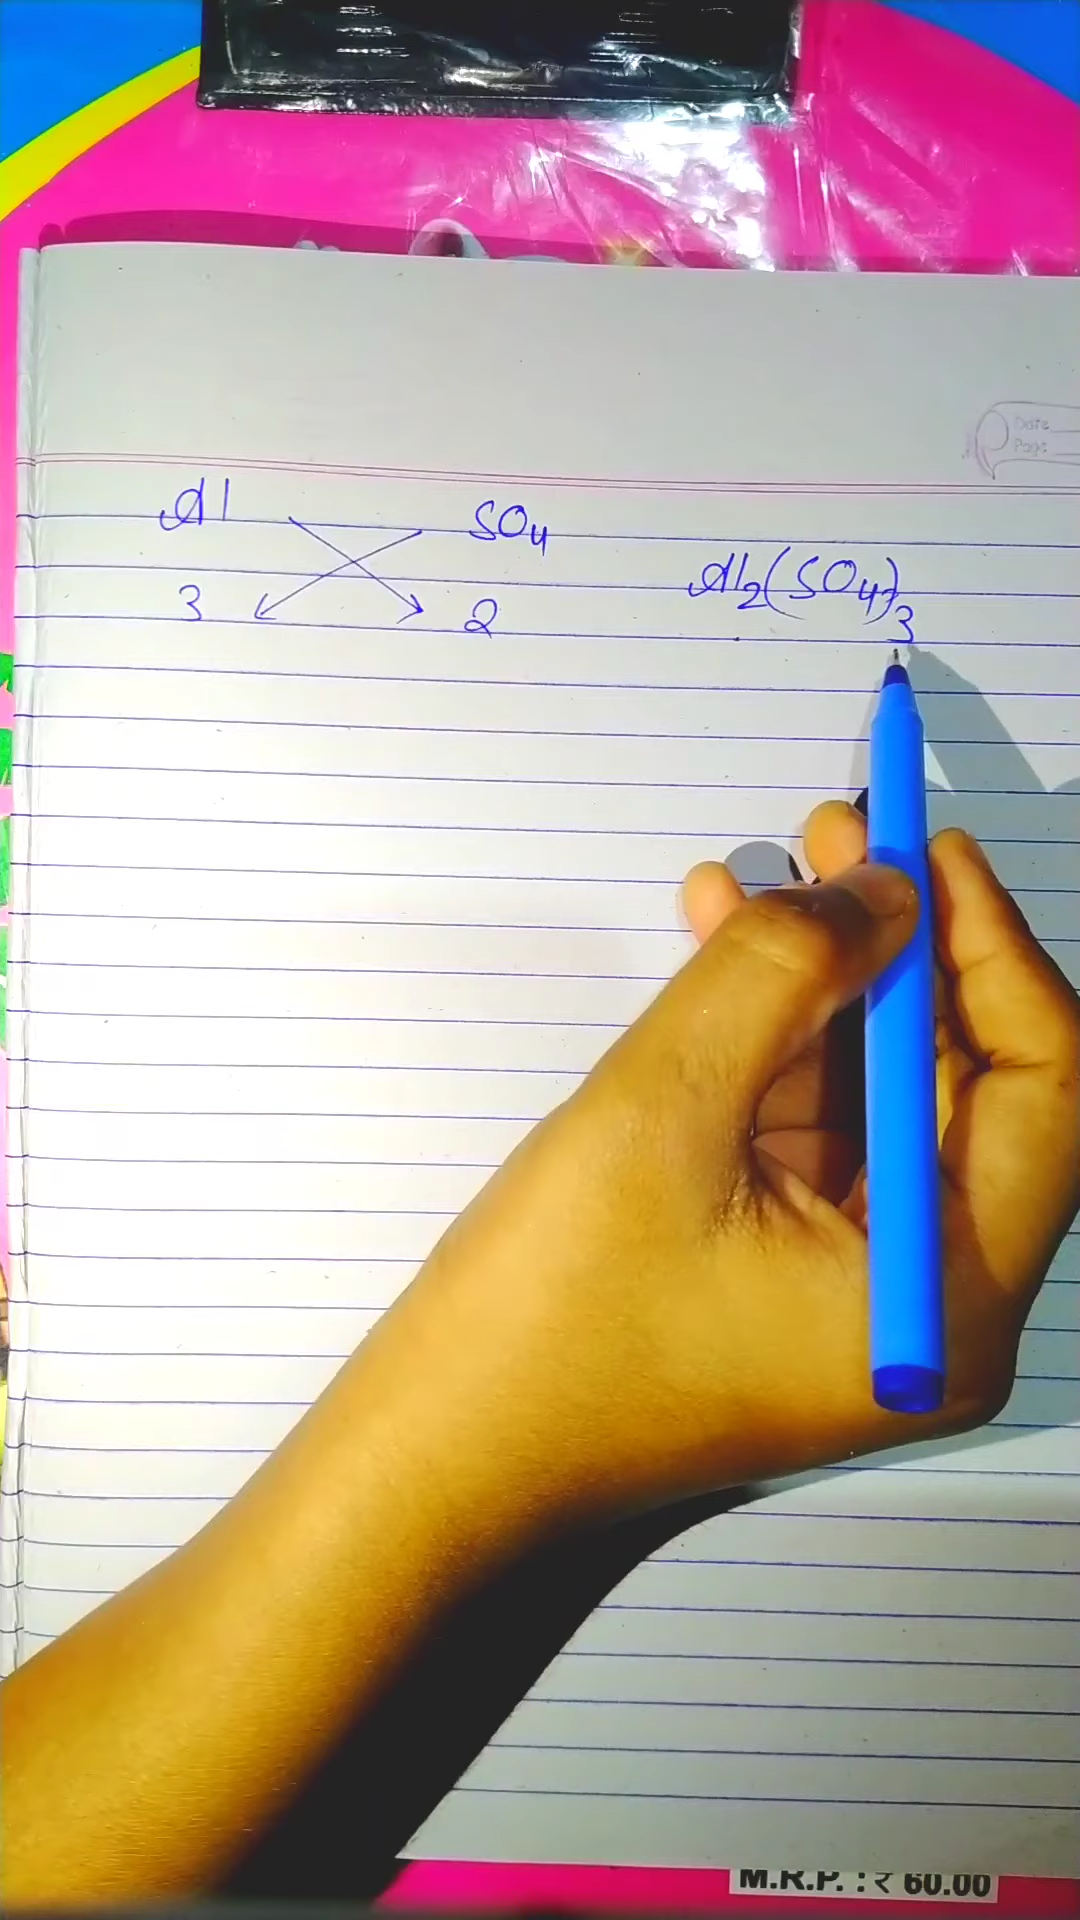 Al SO₄
3 2
Al₂(SO₄)₃
Date
Page
M.R.P. : ₹ 60.00